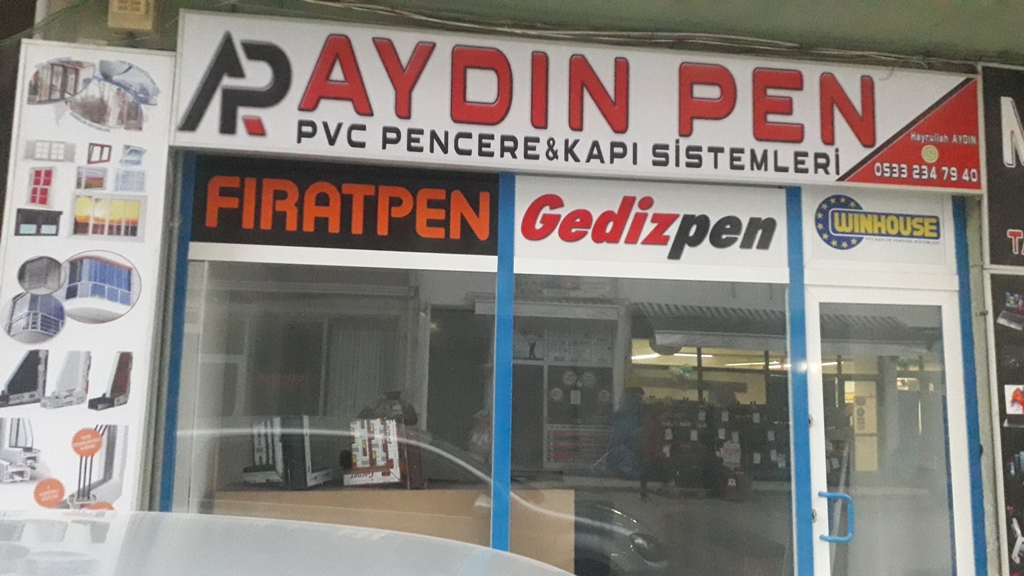 AP AYDIN PEN
PVC PENCERE&KAPI SİSTEMLERİ
Hayrullah AYDIN
0533 234 79 40
FIRATPEN
Gedizpen
WINHOUSE